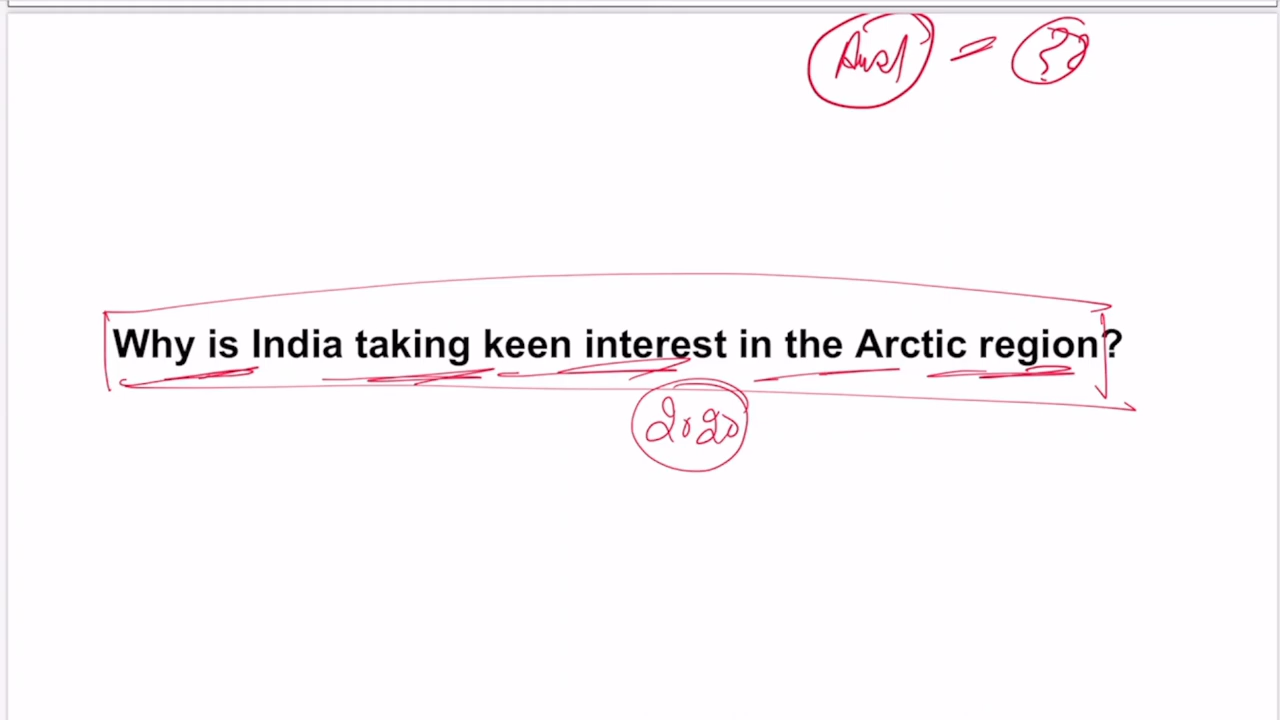 = ??
Why is India taking keen interest in the Arctic region?
2020